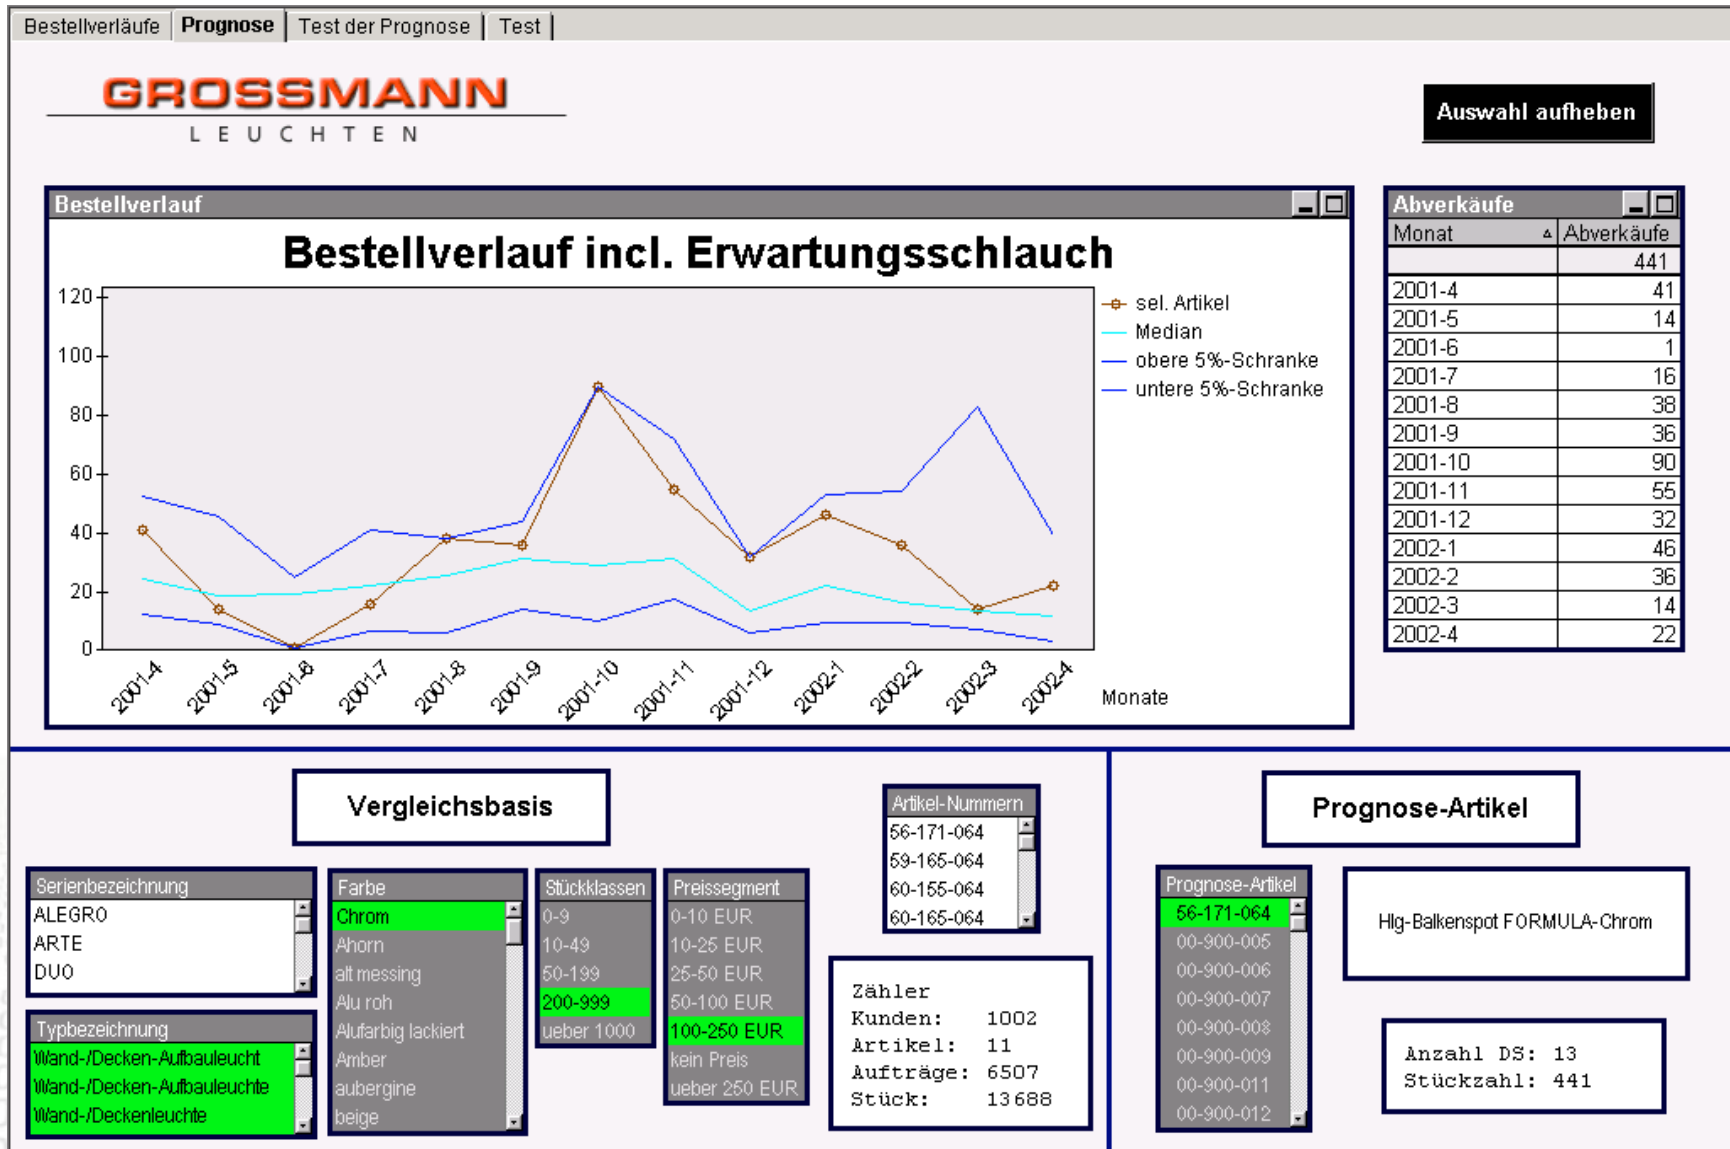 Bestellverläufe Prognose Test der Prognose Test
GROSSMANN
LEUCHTEN
Auswahl aufheben
Bestellverlauf
Bestellverlauf incl. Erwartungsschlauch
120
100
80
60
40
20
0
2001-4 2001-5 2001-6 2001-7 2001-8 2001-9 2001-10 2001-11 2001-12 2002-1 2002-2 2002-3 2002-4
Monate
sel. Artikel
Median
obere 5%-Schranke
untere 5%-Schranke
Abverkäufe
Monat Abverkäufe
441
2001-4 41
2001-5 14
2001-6 1
2001-7 16
2001-8 38
2001-9 36
2001-10 90
2001-11 55
2001-12 32
2002-1 46
2002-2 36
2002-3 14
2002-4 22
Vergleichsbasis
Serienbezeichnung
ALEGRO
ARTE
DUO
Typbezeichnung
Wand-/Decken-Aufbauleucht
Wand-/Decken-Aufbauleuchte
Wand-/Deckenleuchte
Farbe
Chrom
Ahorn
alt messing
Alu roh
Alufarbig lackiert
Amber
aubergine
beige
Stückklassen
0-9
10-49
50-199
200-999
ueber 1000
Preissegment
0-10 EUR
10-25 EUR
25-50 EUR
50-100 EUR
100-250 EUR
kein Preis
ueber 250 EUR
Artikel-Nummern
56-171-064
59-165-064
60-155-064
60-165-064
Zähler
Kunden: 1002
Artikel: 11
Aufträge: 6507
Stück: 13688
Prognose-Artikel
Prognose-Artikel
56-171-064
00-900-005
00-900-006
00-900-007
00-900-008
00-900-009
00-900-011
00-900-012
Hlg-Balkenspot FORMULA-Chrom
Anzahl DS: 13
Stückzahl: 441